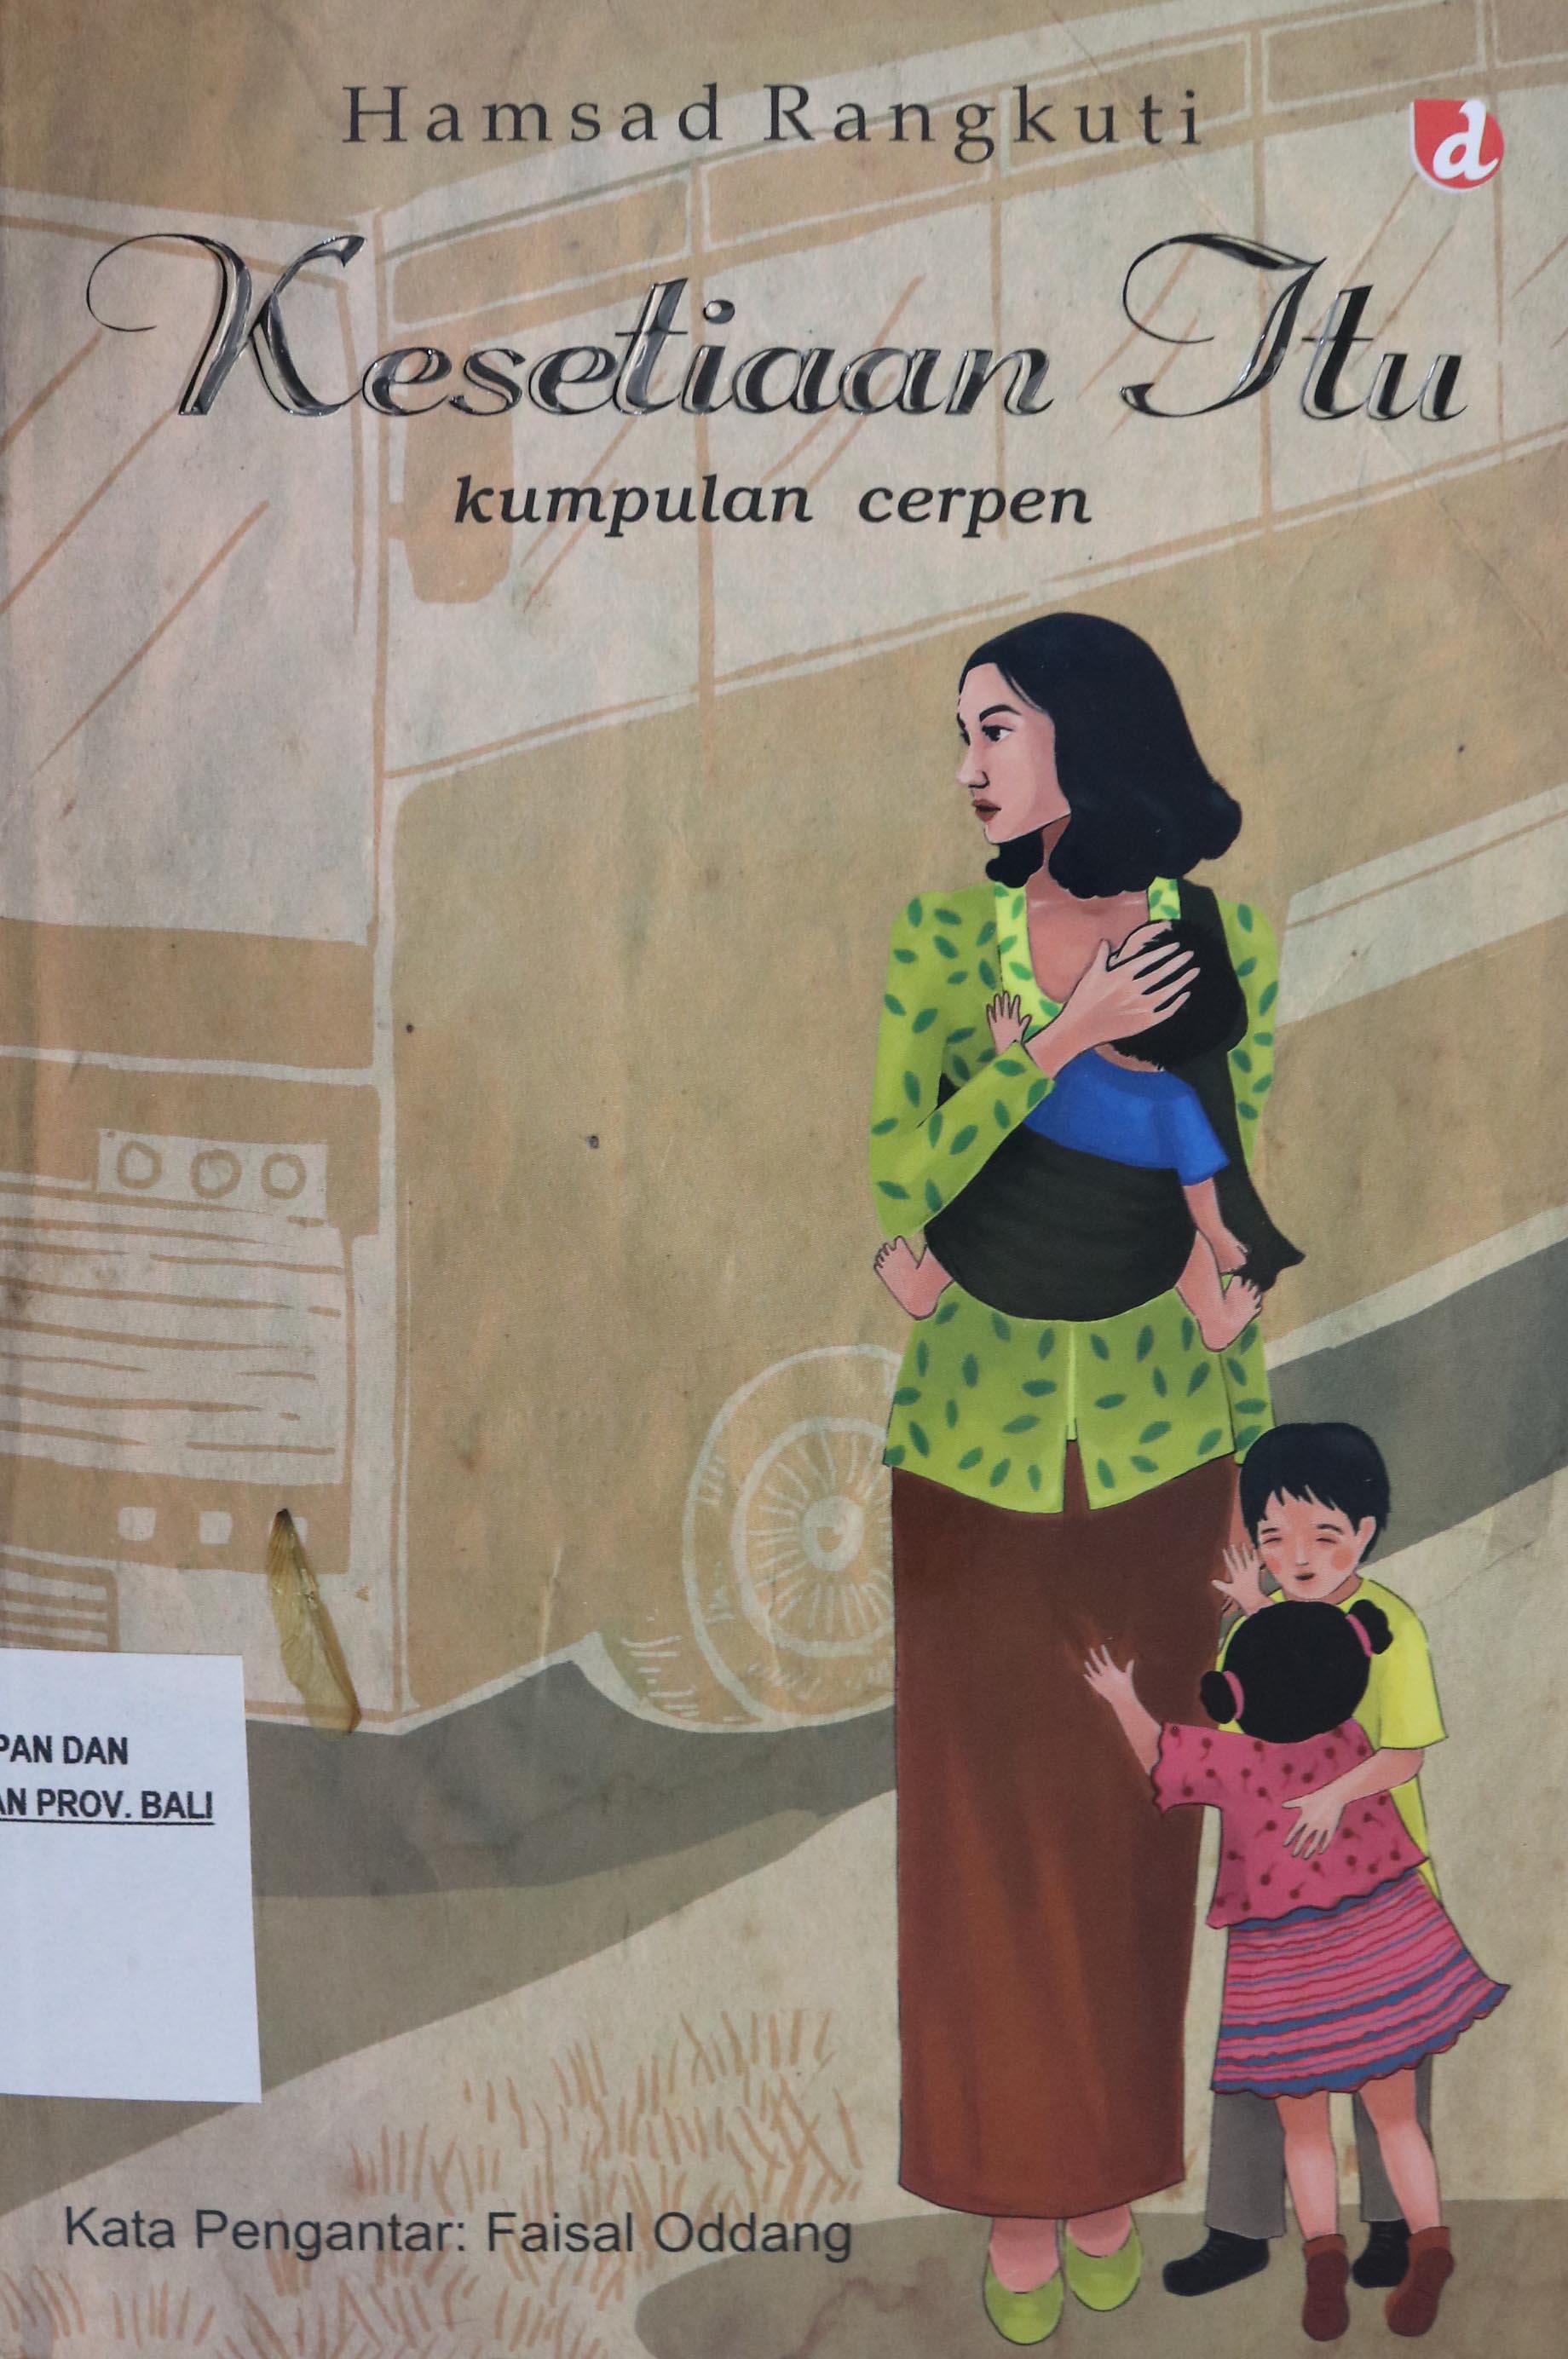 Hamsad Rangkuti
d
Kesetiaan Itu
kumpulan cerpen
PAN DAN
AN PROV. BALI
Kata Pengantar: Faisal Oddang